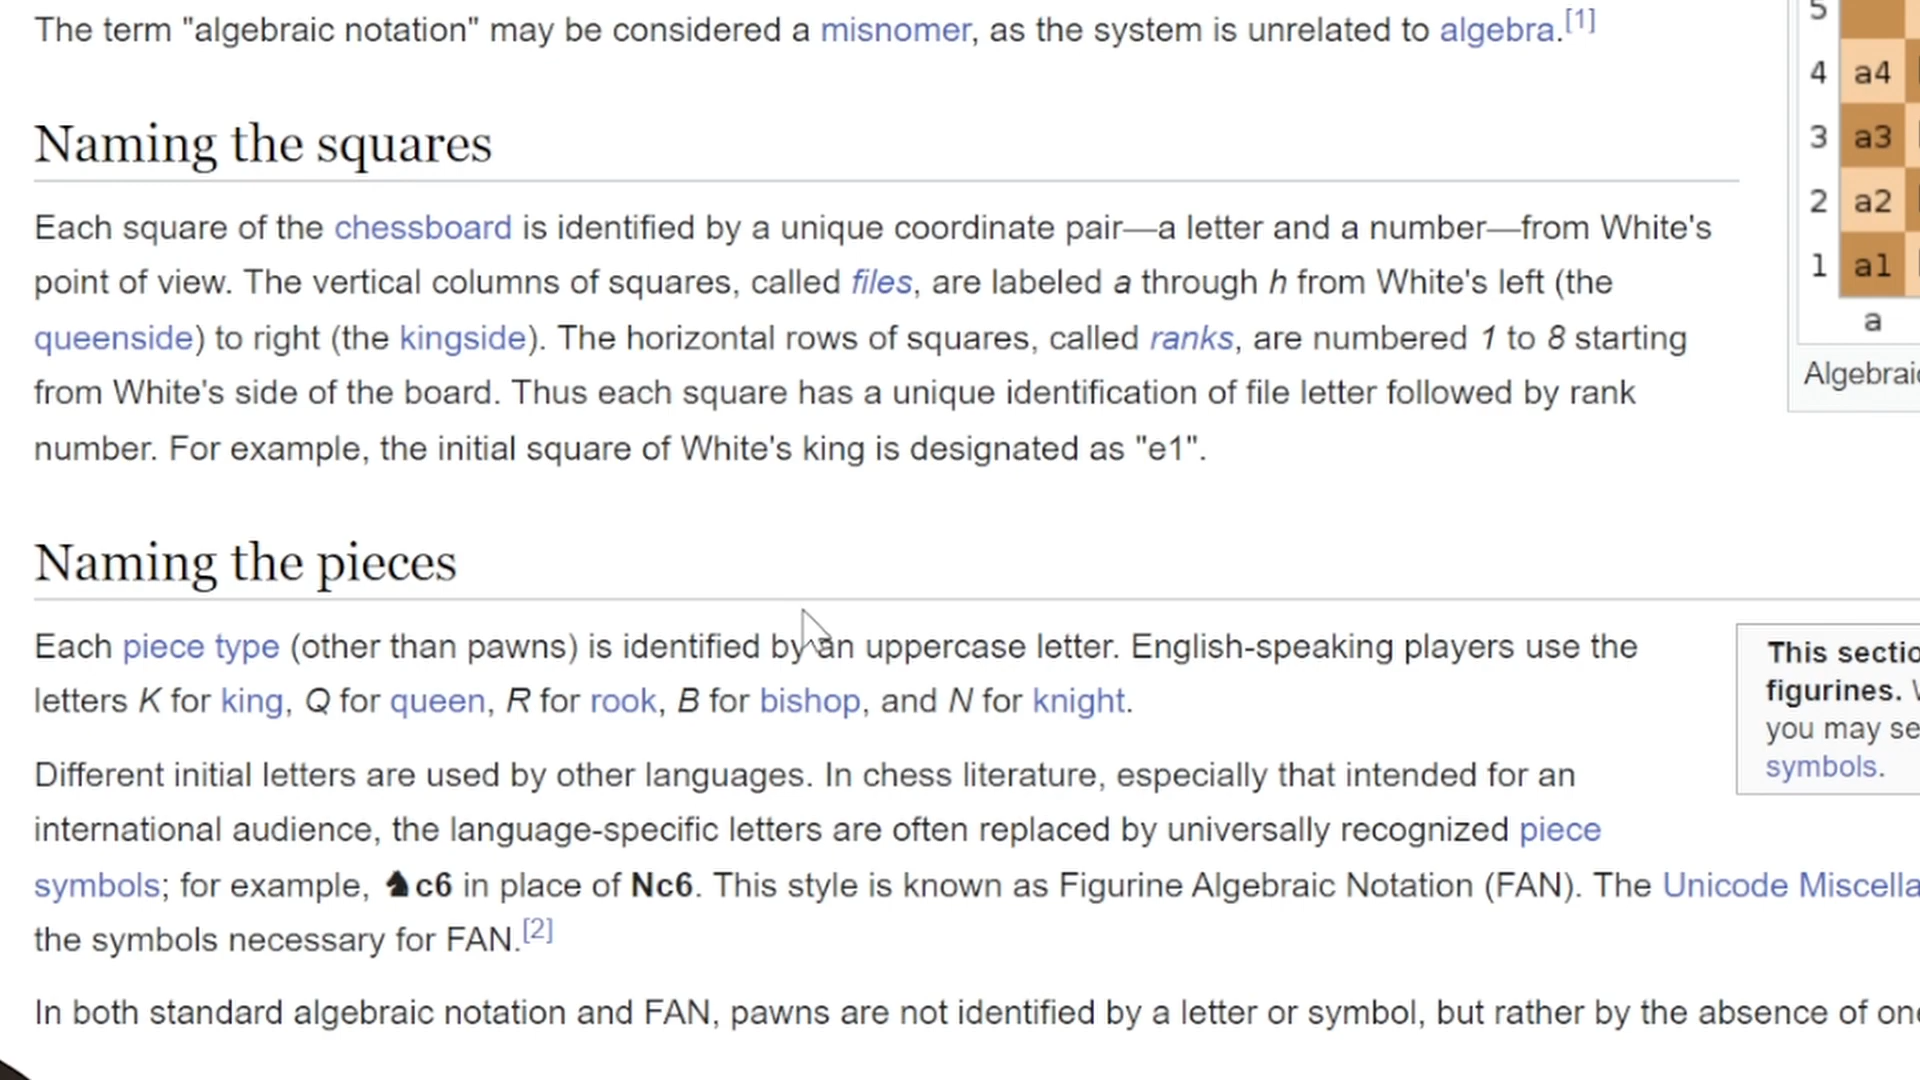 The term "algebraic notation" may be considered a misnomer, as the system is unrelated to algebra.[1]
Naming the squares
Each square of the chessboard is identified by a unique coordinate pair—a letter and a number—from White's
point of view. The vertical columns of squares, called files, are labeled a through h from White's left (the
queenside) to right (the kingside). The horizontal rows of squares, called ranks, are numbered 1 to 8 starting
from White's side of the board. Thus each square has a unique identification of file letter followed by rank
number. For example, the initial square of White's king is designated as "e1".
5
4 a4
3 a3
2 a2
1 a1
a
Algebraic
Naming the pieces
Each piece type (other than pawns) is identified by an uppercase letter. English-speaking players use the
letters K for king, Q for queen, R for rook, B for bishop, and N for knight.
Different initial letters are used by other languages. In chess literature, especially that intended for an
international audience, the language-specific letters are often replaced by universally recognized piece
symbols; for example, ♞c6 in place of Nc6. This style is known as Figurine Algebraic Notation (FAN). The Unicode Miscella
the symbols necessary for FAN.[2]
In both standard algebraic notation and FAN, pawns are not identified by a letter or symbol, but rather by the absence of one
This sectio
figurines. W
you may se
symbols.